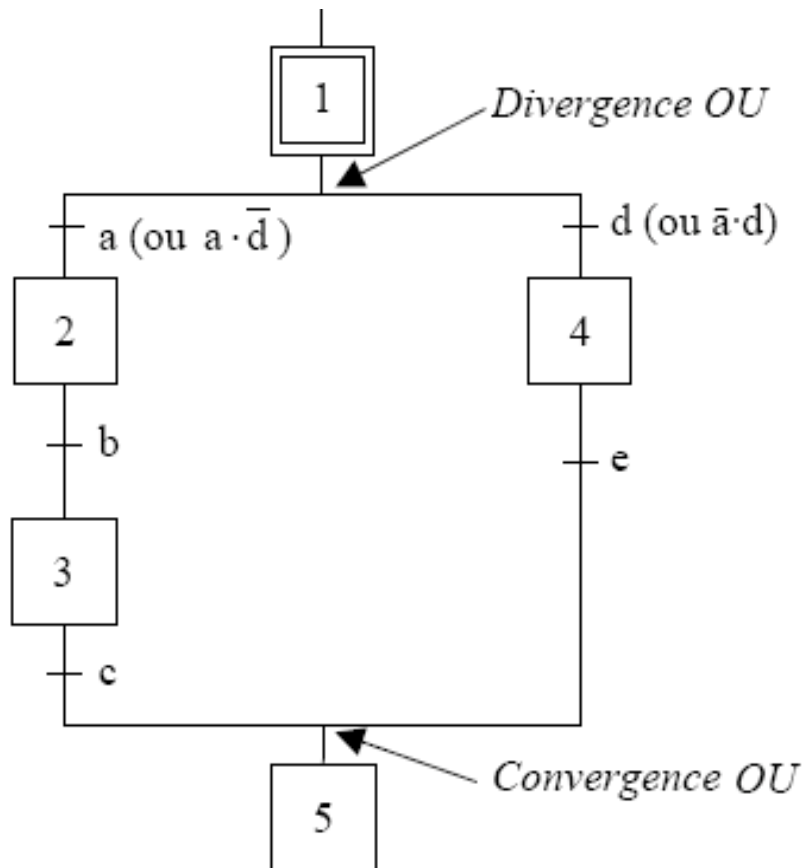 1
Divergence OU
a (ou a · d̅ )
d (ou ā·d)
2
4
b
e
3
c
Convergence OU
5